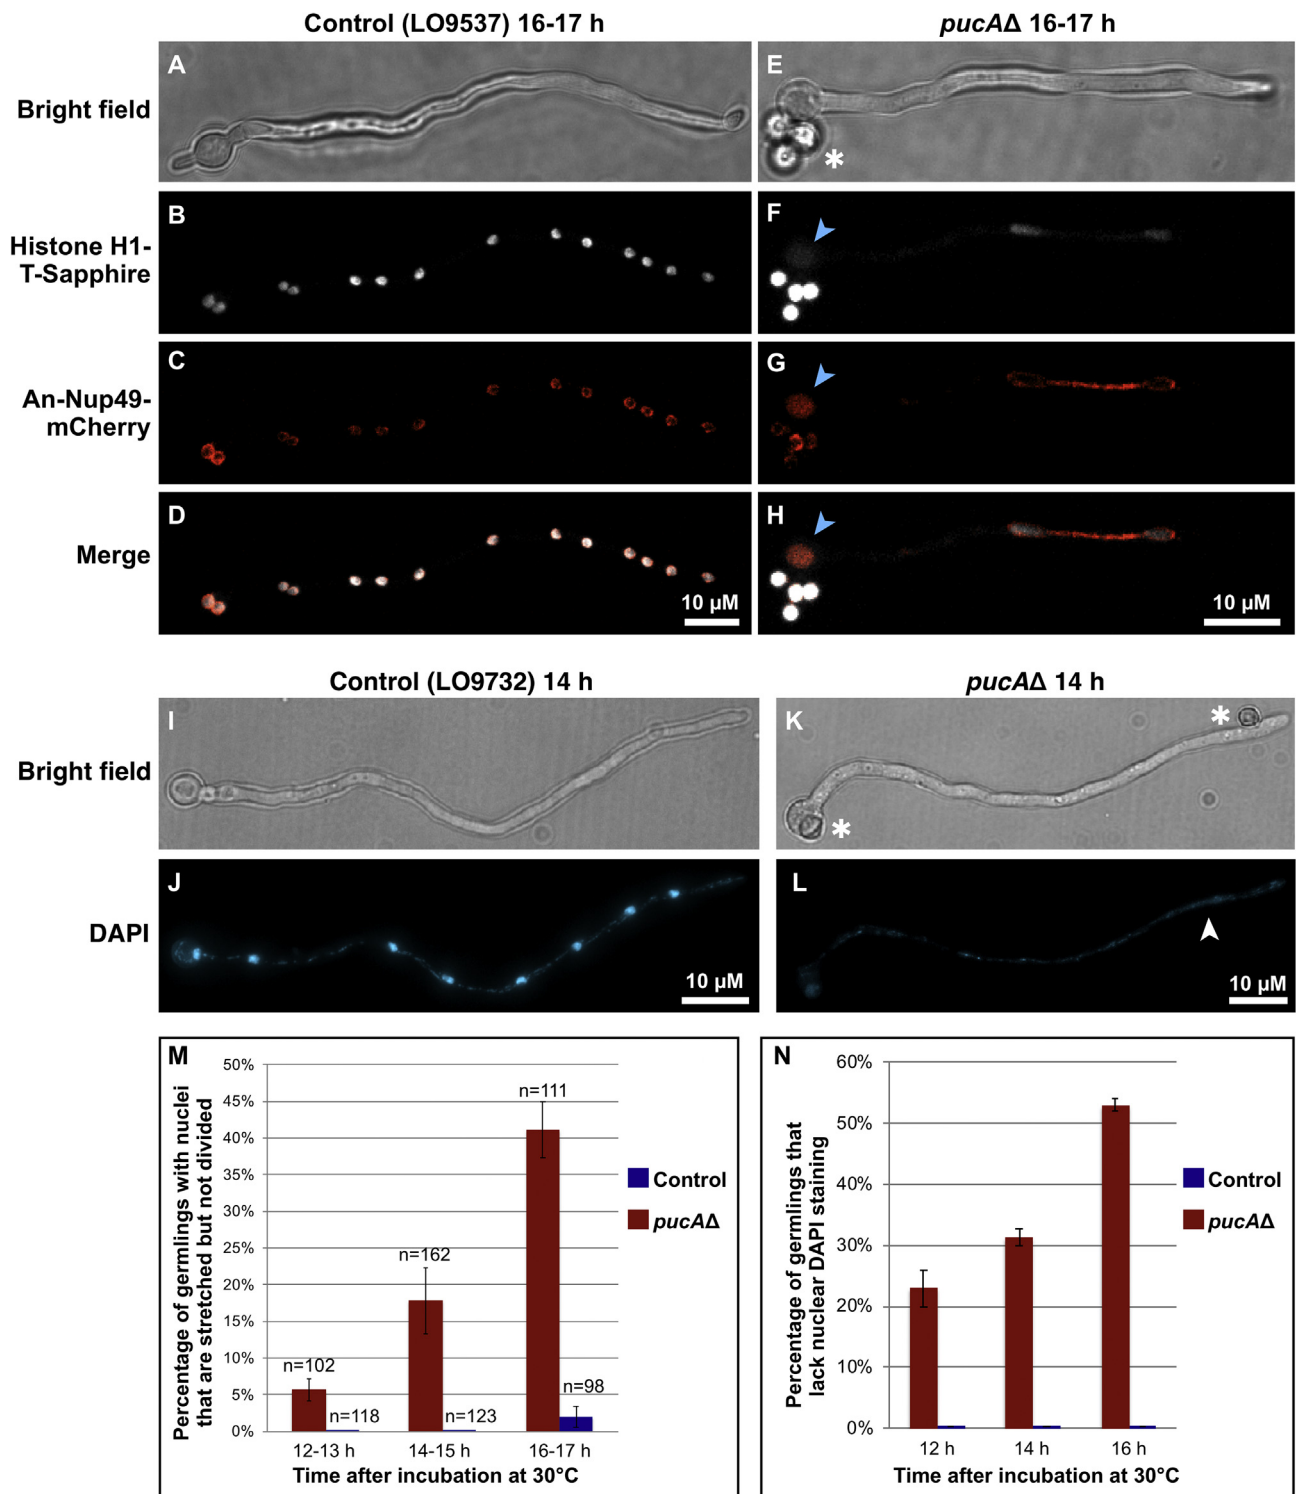 Control (LO9537) 16-17 h
pucAΔ 16-17 h
Bright field
A
E
*
Histone H1-
T-Sapphire
B
F
An-Nup49-
mCherry
C
G
Merge
D
H
10 µM
10 µM
Control (LO9732) 14 h
pucAΔ 14 h
Bright field
I
K
*
*
DAPI
J
L
10 µM
10 µM
M
Percentage of germlings with nuclei
that are stretched but not divided
50%
45%
40%
35%
30%
25%
20%
15%
10%
5%
0%
n=102
n=118
n=162
n=123
n=111
n=98
12-13 h
14-15 h
16-17 h
Time after incubation at 30°C
Control
pucAΔ
N
Percentage of germlings that
lack nuclear DAPI staining
60%
50%
40%
30%
20%
10%
0%
12 h
14 h
16 h
Time after incubation at 30°C
Control
pucAΔ